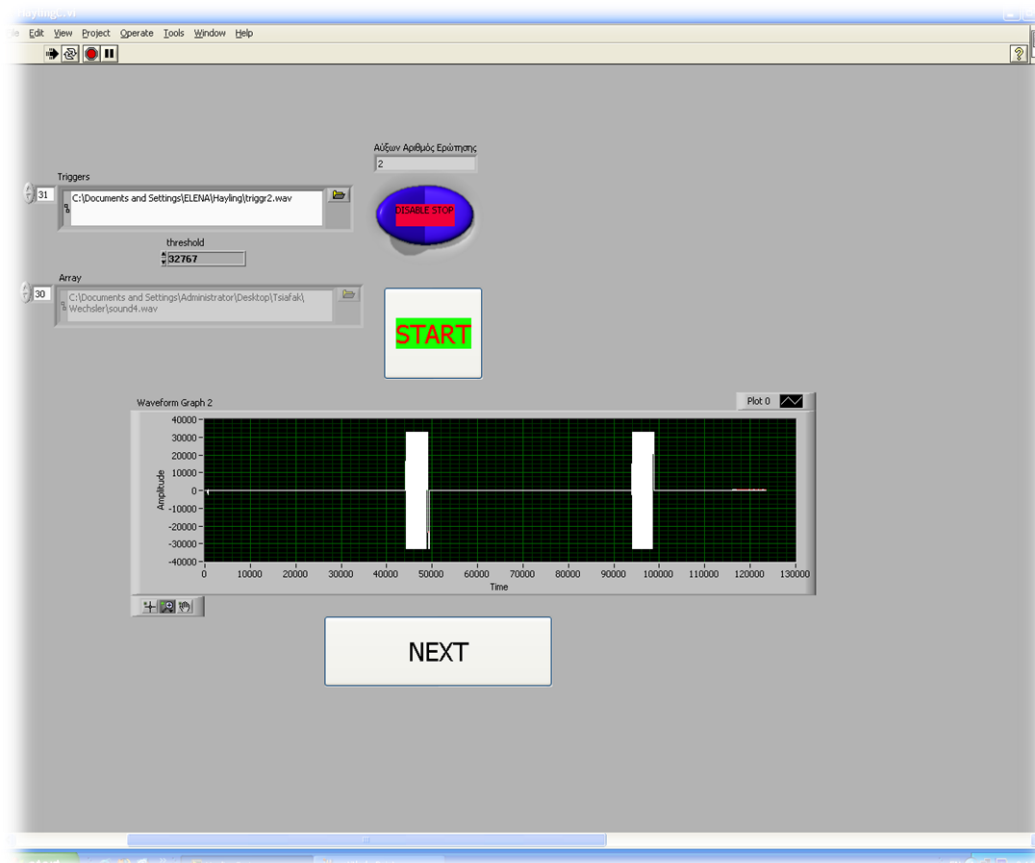 Edit View Project Operate Tools Window Help
Αύξων Αριθμός Ερώτησης
2
Triggers
31
C:\Documents and Settings\ELENA\Hayling\triggr2.wav
DISABLE STOP
threshold
32767
Array
30
C:\Documents and Settings\Administrator\Desktop\Tsiafak\
Wechsler\sound4.wav
START
Waveform Graph 2
Plot 0
40000
30000
20000
10000
0
-10000
-20000
-30000
-40000
Amplitude
0 10000 20000 30000 40000 50000 60000 70000 80000 90000 100000 110000 120000 130000
Time
NEXT